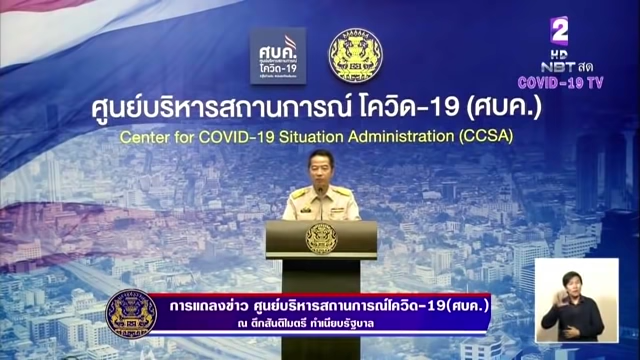 ศบค.
โควิด-19
2
HD
NBT สด
COVID-19 TV
ศูนย์บริหารสถานการณ์ โควิด-19 (ศบค.)
Center for COVID-19 Situation Administration (CCSA)
การแถลงข่าว ศูนย์บริหารสถานการณ์โควิด-19(ศบค.)
ณ ตึกสันติไมตรี ทำเนียบรัฐบาล